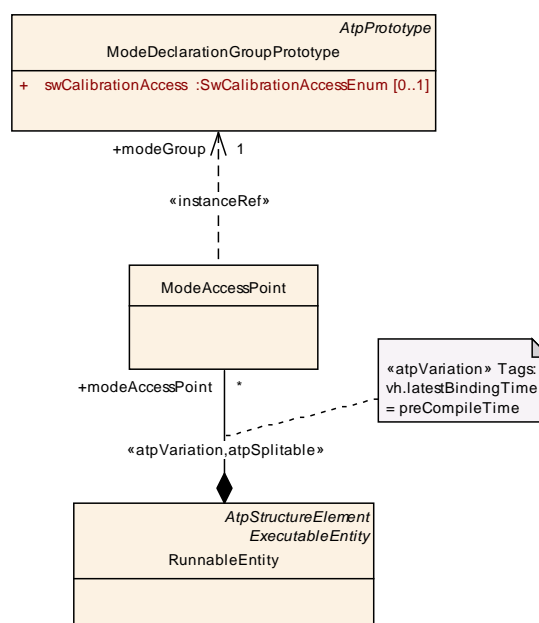 AtpPrototype
ModeDeclarationGroupPrototype
+ swCalibrationAccess :SwCalibrationAccessEnum [0..1]
+modeGroup 1
«instanceRef»
ModeAccessPoint
«atpVariation» Tags:
vh.latestBindingTime
= preCompileTime
+modeAccessPoint *
«atpVariation,atpSplitable»
AtpStructureElement
ExecutableEntity
RunnableEntity